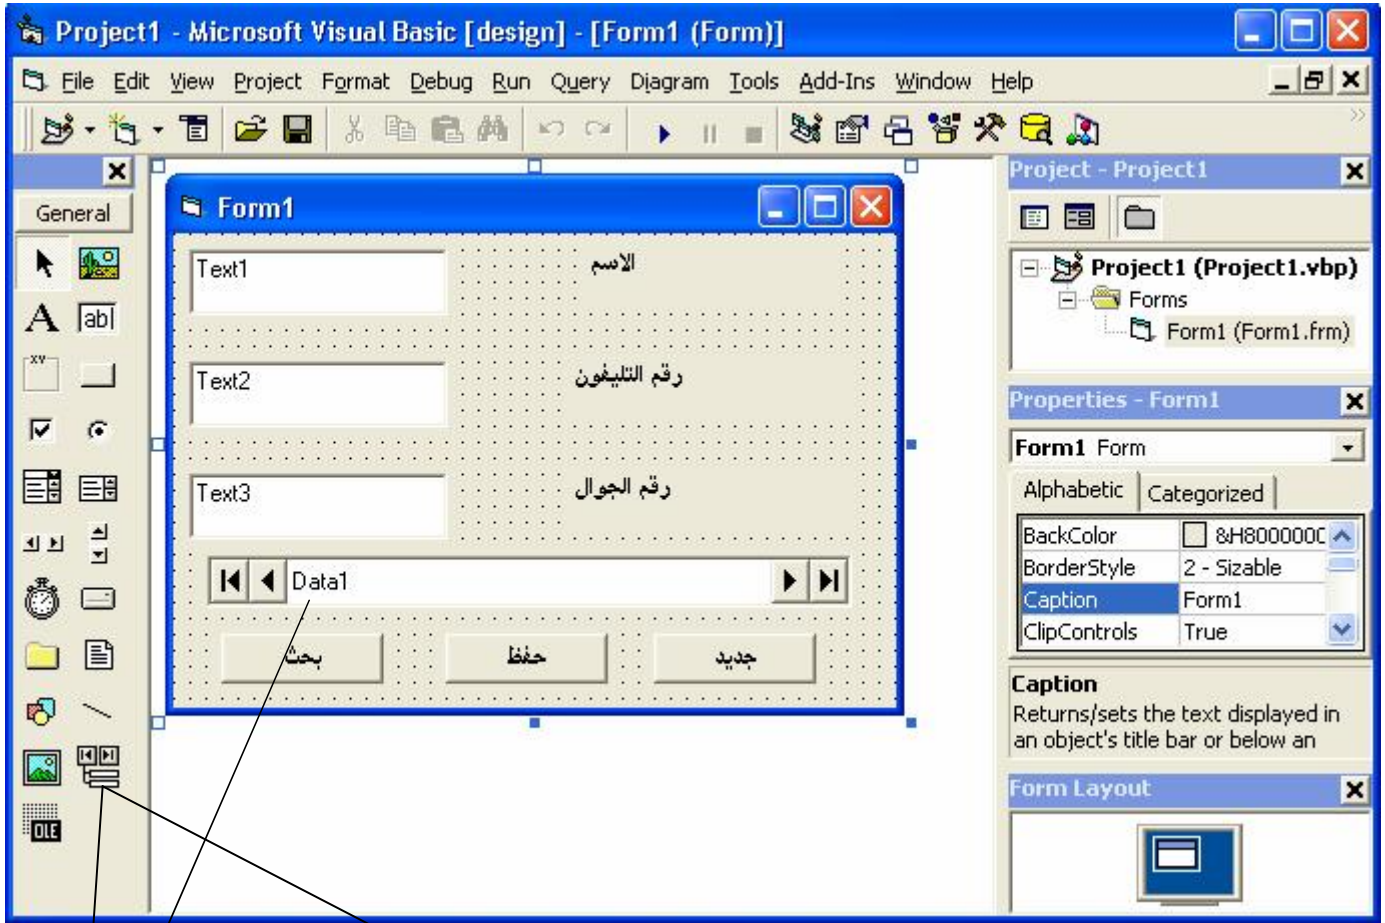 Project1 - Microsoft Visual Basic [design] - [Form1 (Form)]
File Edit View Project Format Debug Run Query Diagram Tools Add-Ins Window Help
General
A
ab|
XY
OLE
Form1
Text1
الاسم
Text2
رقم التليفون
Text3
رقم الجوال
Data1
بحث
حفظ
جديد
Project - Project1
Project1 (Project1.vbp)
Forms
Form1 (Form1.frm)
Properties - Form1
Form1 Form
Alphabetic Categorized
BackColor &H8000000
BorderStyle 2 - Sizable
Caption Form1
ClipControls True
Caption
Returns/sets the text displayed in
an object's title bar or below an
Form Layout